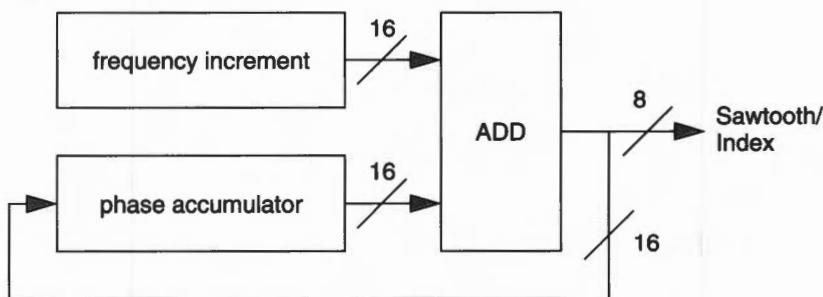 16
frequency increment
8
Sawtooth/
Index
ADD
16
phase accumulator
16